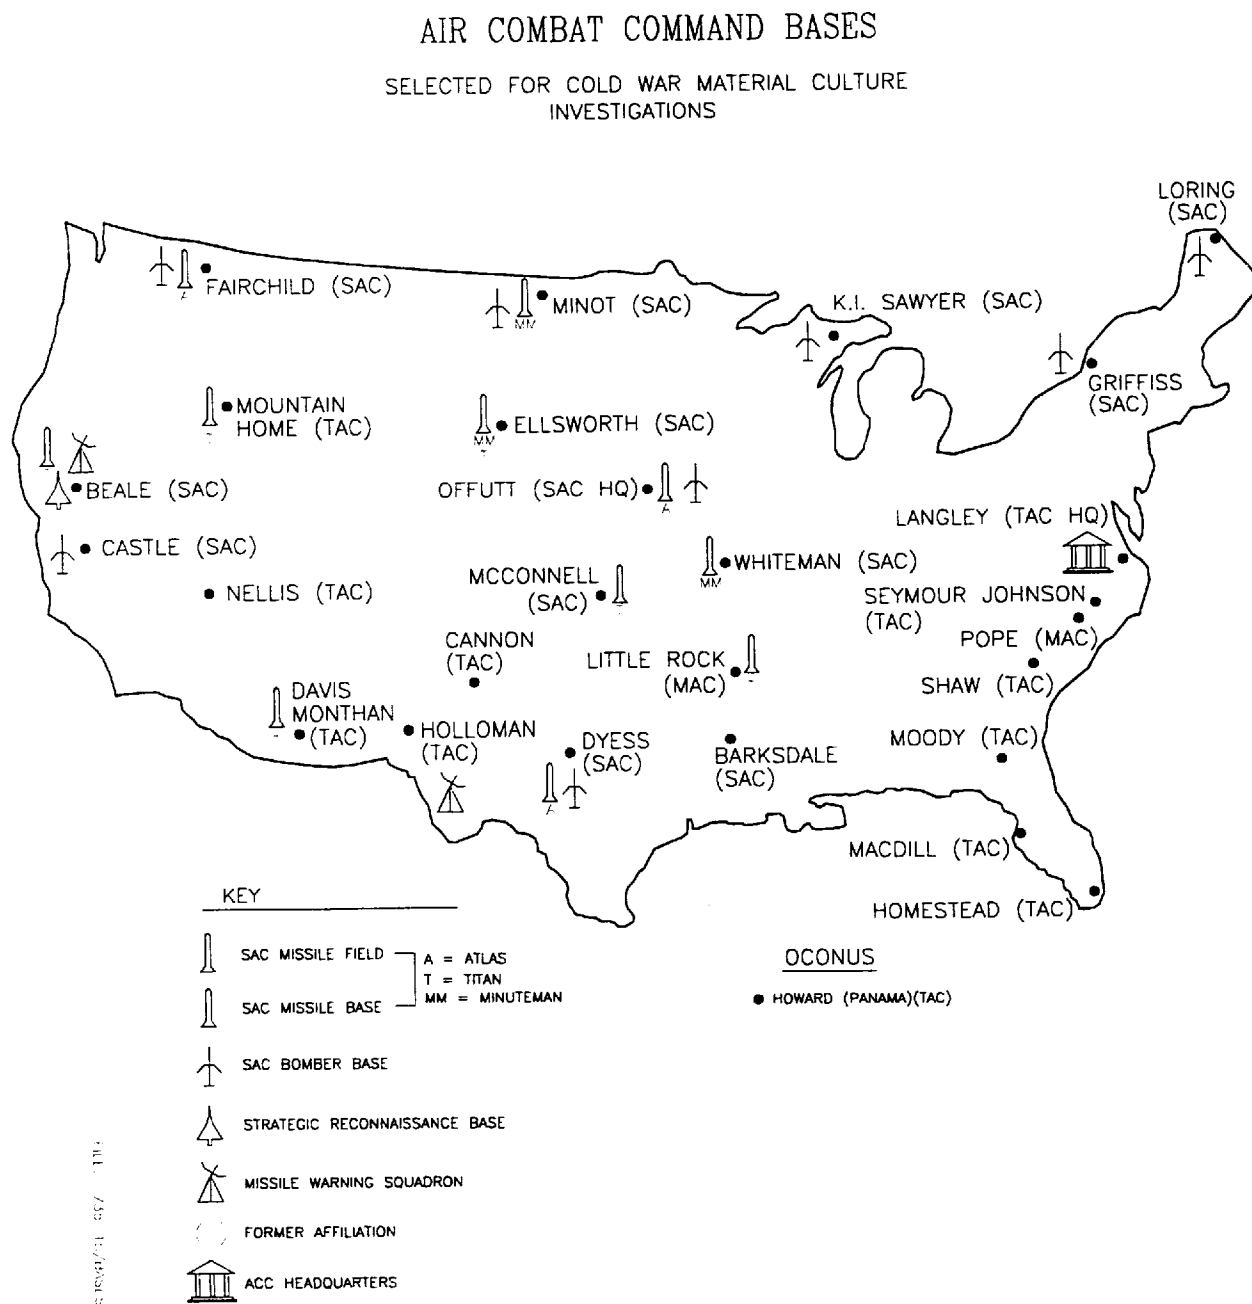 AIR COMBAT COMMAND BASES
SELECTED FOR COLD WAR MATERIAL CULTURE
INVESTIGATIONS
LORING
(SAC)
A
FAIRCHILD (SAC)
MM
MINOT (SAC)
K.I. SAWYER (SAC)
GRIFFISS
(SAC)
MOUNTAIN
HOME (TAC)
MM
T
ELLSWORTH (SAC)
BEALE (SAC)
OFFUTT (SAC HQ)
A
LANGLEY (TAC HQ)
CASTLE (SAC)
MM
WHITEMAN (SAC)
NELLIS (TAC)
MCCONNELL
(SAC)
SEYMOUR JOHNSON
(TAC)
POPE (MAC)
CANNON
(TAC)
LITTLE ROCK
(MAC)
SHAW (TAC)
DAVIS
MONTHAN
(TAC)
HOLLOMAN
(TAC)
DYESS
(SAC)
A
BARKSDALE
(SAC)
MOODY (TAC)
MACDILL (TAC)
HOMESTEAD (TAC)
KEY
SAC MISSILE FIELD
SAC MISSILE BASE
A = ATLAS
T = TITAN
MM = MINUTEMAN
SAC BOMBER BASE
STRATEGIC RECONNAISSANCE BASE
MISSILE WARNING SQUADRON
FORMER AFFILIATION
ACC HEADQUARTERS
OCONUS
HOWARD (PANAMA)(TAC)